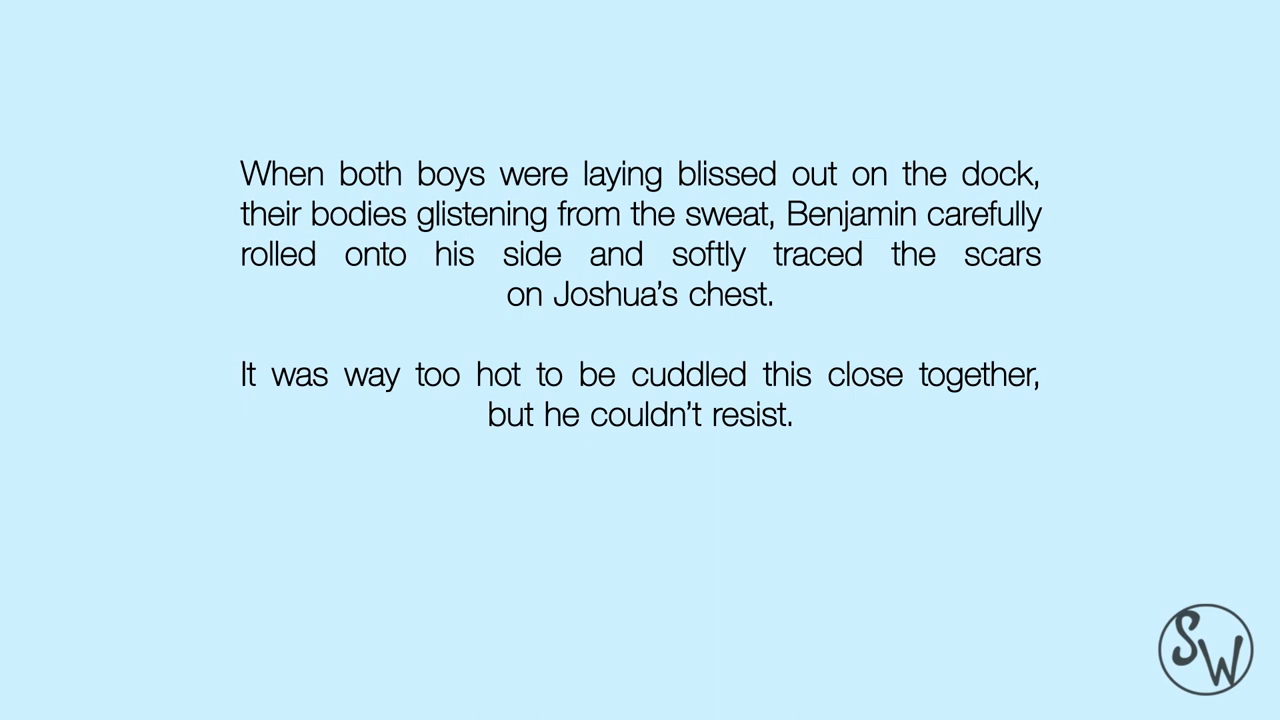 When both boys were laying blissed out on the dock,
their bodies glistening from the sweat, Benjamin carefully
rolled onto his side and softly traced the scars
on Joshua’s chest.
It was way too hot to be cuddled this close together,
but he couldn’t resist.
SW